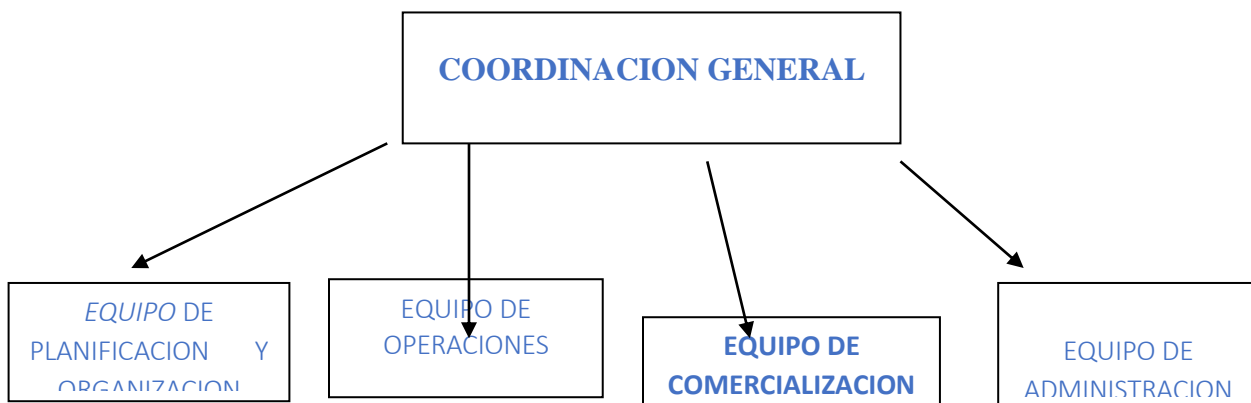 COORDINACION GENERAL
EQUIPO DE
PLANIFICACION Y
ORGANIZACION
EQUIPO DE
OPERACIONES
EQUIPO DE
COMERCIALIZACION
EQUIPO DE
ADMINISTRACION